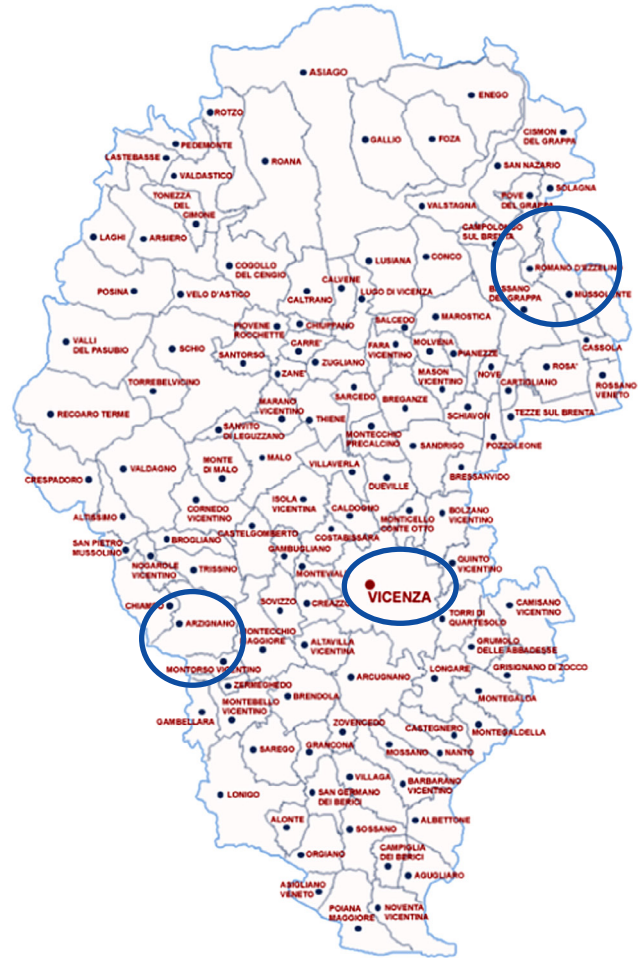 ASIAGO
ENEGO
ROTZO
GALLIO
FOZA
CISMON
DEL GRAPPA
PEDEMONTE
LASTEBASSE
ROANA
SAN NAZARIO
VALDASTICO
SOLAGNA
TONEZZA
DEL
CIMONE
POVE
DEL GRAPPA
VALSTAGNA
LAGHI
ARSIERO
CAMPOLONGO
SUL BRENTA
COGOLLO
DEL CENGIO
LUSIANA
CONCO
ROMANO D'EZZELINO
POSINA
VELO D'ASTICO
CALVENE
CALTRANO
LUGO DI VICENZA
BASSANO
DEL GRAPPA
MUSSOLENTE
PIOVENE
ROCCHETTE
CHIUPPANO
SALCEDO
MAROSTICA
VALLI
DEL PASUBIO
SCHIO
SANTORSO
CARRE'
ZUGLIANO
FARA
VICENTINO
MOLVENA
PIANEZZE
CASSOLA
TORREBELVICINO
ZANE'
MASON
VICENTINO
NOVE
ROSA'
CARTIGLIANO
ROSSANO
VENETO
RECOARO TERME
MARANO
VICENTINO
THIENE
SARCEDO
BREGANZE
SCHIAVON
TEZZE SUL BRENTA
SANVITO
DI LEGUZZANO
MONTECCHIO
PRECALCINO
SANDRIGO
POZZOLEONE
CRESPADORO
VALDAGNO
MONTE
DI MALO
MALO
VILLAVERLA
DUEVILLE
BRESSANVIDO
ALTISSIMO
CORNEDO
VICENTINO
ISOLA
VICENTINA
CALDOGNO
MONTICELLO
CONTE OTTO
BOLZANO
VICENTINO
SAN PIETRO
MUSSOLINO
BROGLIANO
CASTELGOMBERTO
COSTABISSARA
GAMBUGLIANO
NOGAROLE
VICENTINO
TRISSINO
MONTEVIAL
QUINTO
VICENTINO
VICENZA
CHIAMPO
ARZIGNANO
SOVIZZO
CREAZZO
TORRI DI
QUARTESOLO
CAMISANO
VICENTINO
MONTECCHIO
MAGGIORE
ALTAVILLA
VICENTINA
GRUMOLO
DELLE ABBADESSE
MONTORSO VICENTINO
ARCUGNANO
LONGARE
GRISIGNANO DI ZOCCO
ZERMEGHEDO
BRENDOLA
MONTEGALDA
GAMBELLARA
MONTEBELLO
VICENTINO
ZOVENCEDO
CASTEGNERO
MONTEGALDELLA
SAREGO
GRANCONA
MOSSANO
NANTO
LONIGO
VILLAGA
SAN GERMANO
DEI BERICI
BARBARANO
VICENTINO
ALONTE
SOSSANO
ALBETTONE
ORGIANO
CAMPIGLIA
DEI BERICI
AGUGLIARO
ASIGLIANO
VENETO
POIANA
MAGGIORE
NOVENTA
VICENTINA